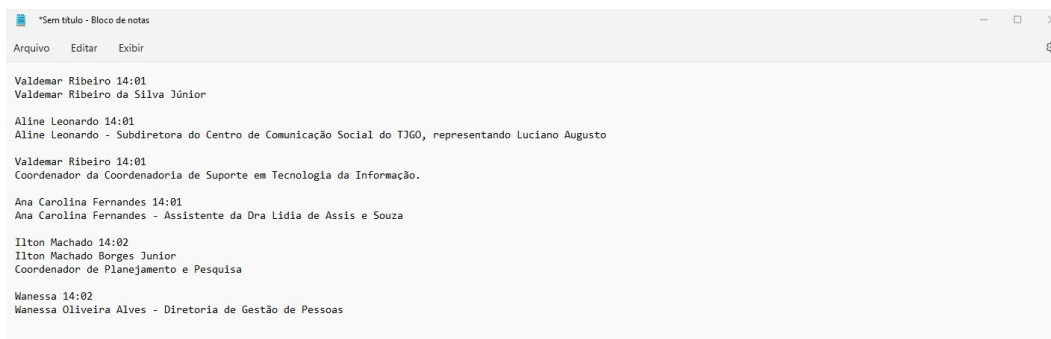 *Sem título - Bloco de notas
Arquivo Editar Exibir
Valdemar Ribeiro 14:01
Valdemar Ribeiro da Silva Júnior
Aline Leonardo 14:01
Aline Leonardo - Subdiretora do Centro de Comunicação Social do TJGO, representando Luciano Augusto
Valdemar Ribeiro 14:01
Coordenador da Coordenadoria de Suporte em Tecnologia da Informação.
Ana Carolina Fernandes 14:01
Ana Carolina Fernandes - Assistente da Dra Lidia de Assis e Souza
Ilton Machado 14:02
Ilton Machado Borges Junior
Coordenador de Planejamento e Pesquisa
Wanessa 14:02
Wanessa Oliveira Alves - Diretoria de Gestão de Pessoas